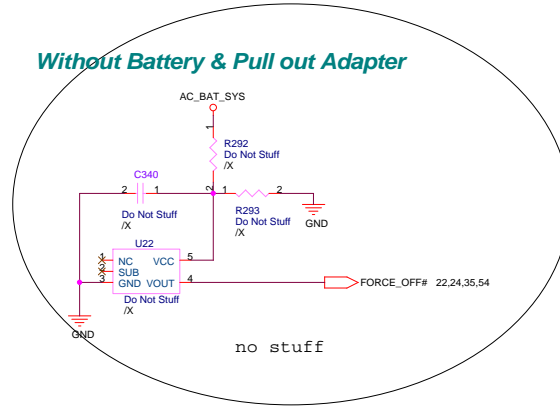 Without Battery & Pull out Adapter
AC_BAT_SYS
1
R292
Do Not Stuff
/X
2
C340
2 1
Do Not Stuff
/X
1 2
R293
Do Not Stuff
/X
GND
U22
1 NC VCC 5
2 SUB
3 GND VOUT 4
Do Not Stuff
/X
FORCE_OFF# 22,24,35,54
GND
no stuff